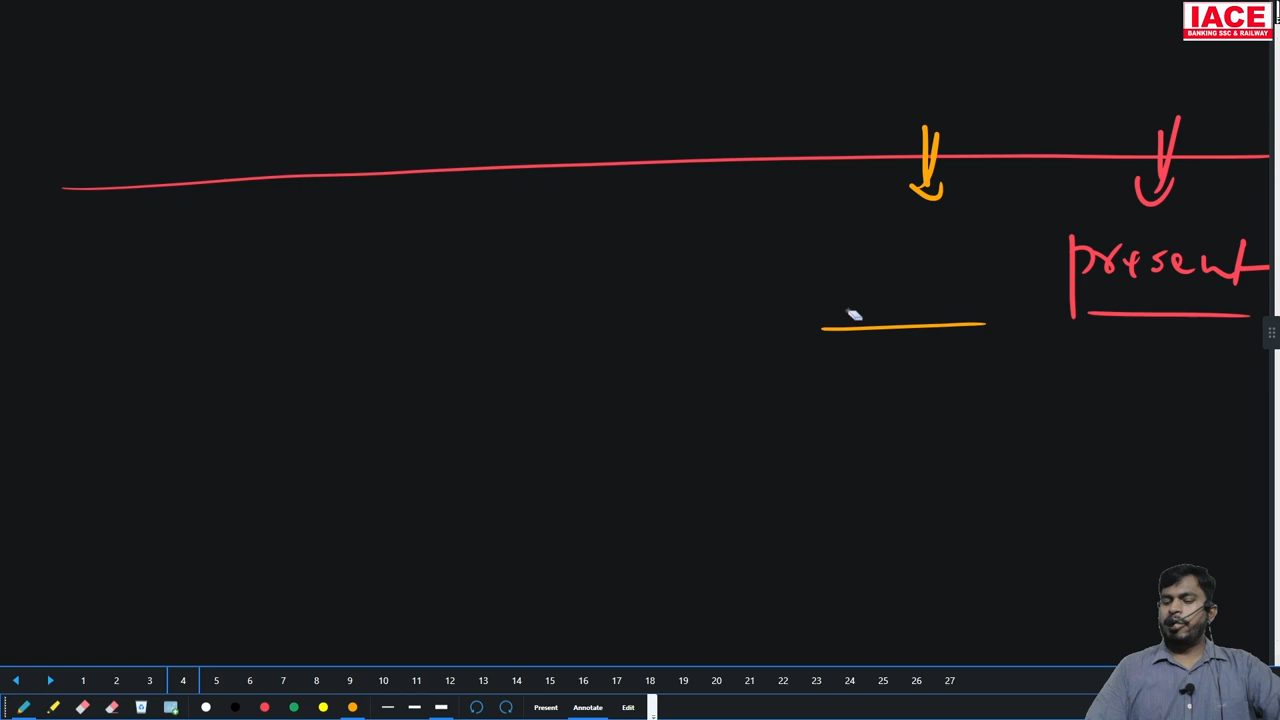 IACE
BANKING SSC & RAILWAY
present
1 2 3 4 5 6 7 8 9 10 11 12 13 14 15 16 17 18 19 20 21 22 23 24 25 26 27
Present Annotate Edit